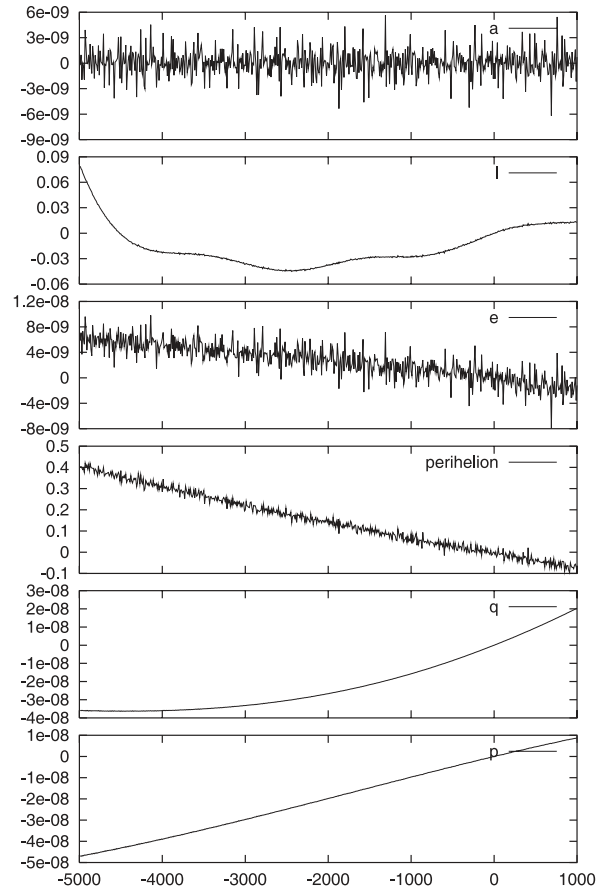 6e-09
3e-09
0
-3e-09
-6e-09
-9e-09
a
0.09
0.06
0.03
0
-0.03
-0.06
l
1.2e-08
8e-09
4e-09
0
-4e-09
-8e-09
e
0.5
0.4
0.3
0.2
0.1
0
-0.1
perihelion
3e-08
2e-08
1e-08
0
-1e-08
-2e-08
-3e-08
-4e-08
q
1e-08
0
-1e-08
-2e-08
-3e-08
-4e-08
-5e-08
p
-5000 -4000 -3000 -2000 -1000 0 1000